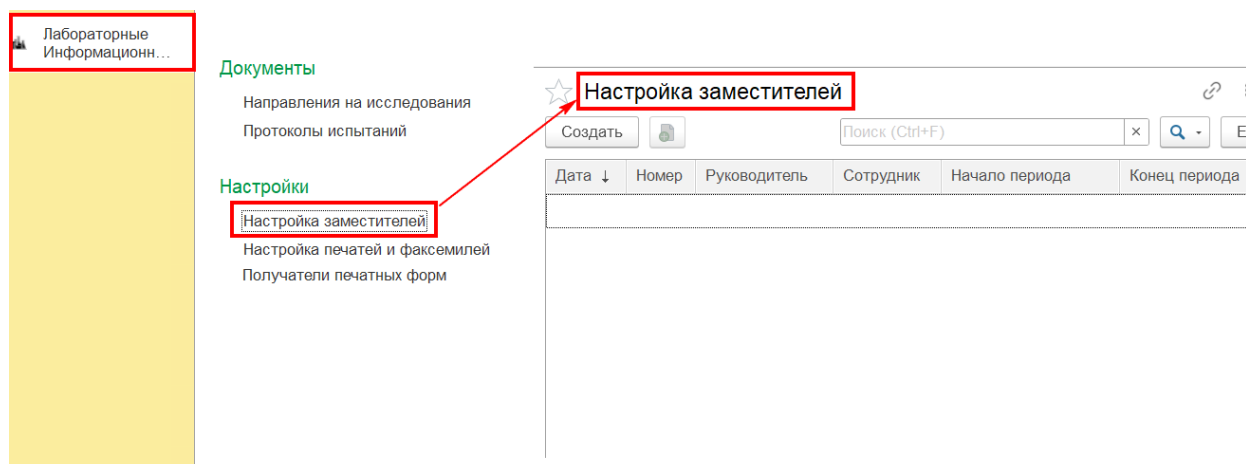 Лабораторные
Информационн...
Документы
Направления на исследования
Протоколы испытаний
Настройки
Настройка заместителей
Настройка печатей и факсемилей
Получатели печатных форм
Настройка заместителей
Создать
Поиск (Ctrl+F)
×
Е
Дата ↓ Номер Руководитель Сотрудник Начало периода Конец периода